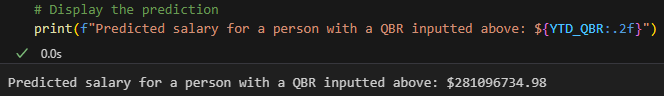 # Display the prediction
print(f"Predicted salary for a person with a QBR inputted above: ${YTD_QBR:.2f}")
0.0s
Predicted salary for a person with a QBR inputted above: $281096734.98